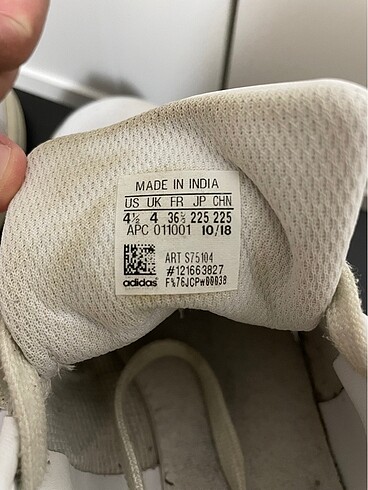 MADE IN INDIA
US UK FR JP CHN
4½ 4 36⅔ 225 225
APC 011001 10/18
ART S75104
#121663827
adidas F%76JCPw00038